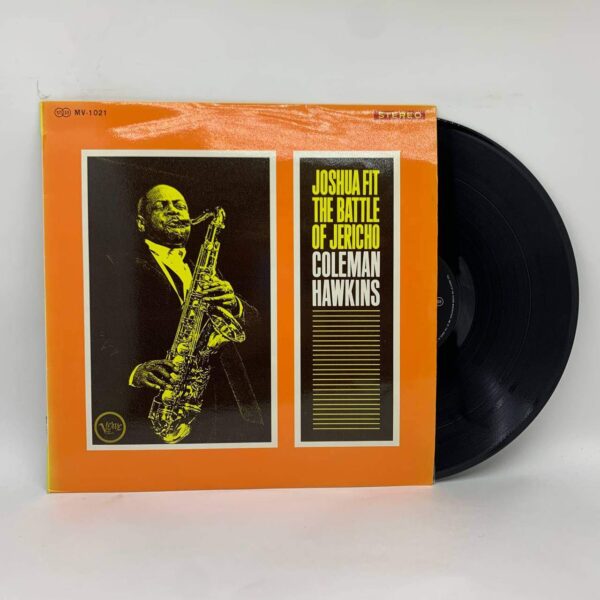 MV-1021
STEREO
JOSHUA FIT
THE BATTLE
OF JERICHO
COLEMAN
HAWKINS
Verve